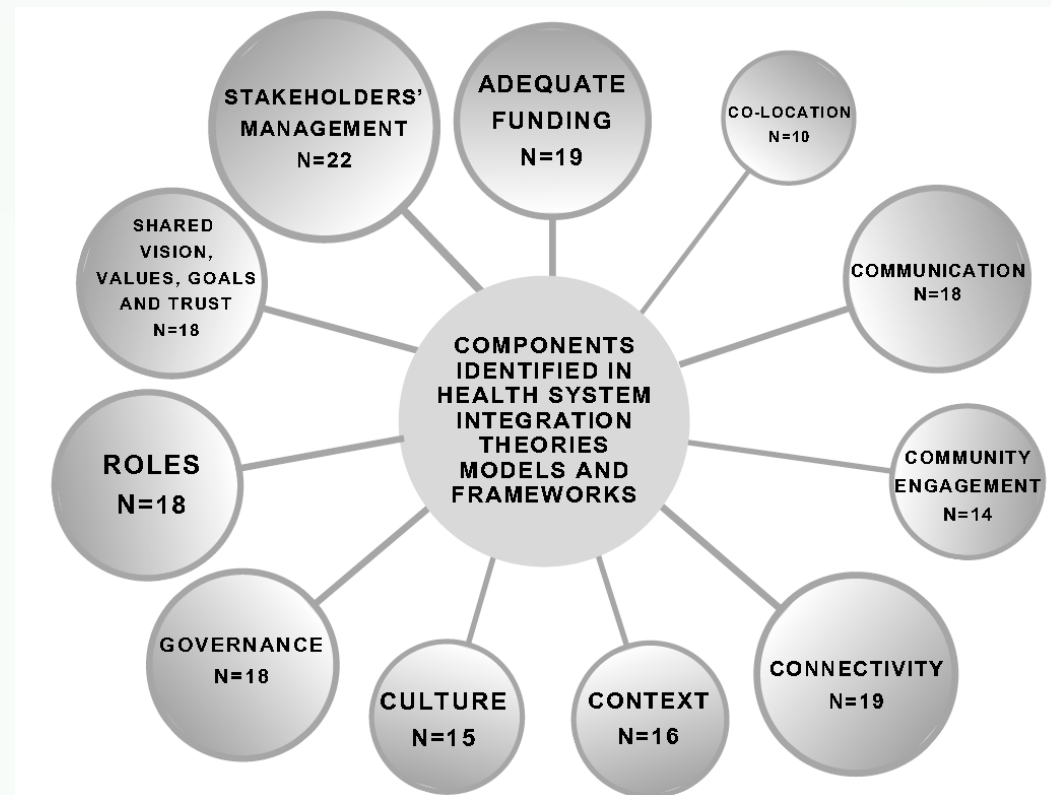 STAKEHOLDERS'
MANAGEMENT
N=22
ADEQUATE
FUNDING
N=19
CO-LOCATION
N=10
SHARED
VISION,
VALUES, GOALS
AND TRUST
N=18
COMMUNICATION
N=18
COMPONENTS
IDENTIFIED IN
HEALTH SYSTEM
INTEGRATION
THEORIES
MODELS AND
FRAMEWORKS
ROLES
N=18
COMMUNITY
ENGAGEMENT
N=14
GOVERNANCE
N=18
CULTURE
N=15
CONTEXT
N=16
CONNECTIVITY
N=19